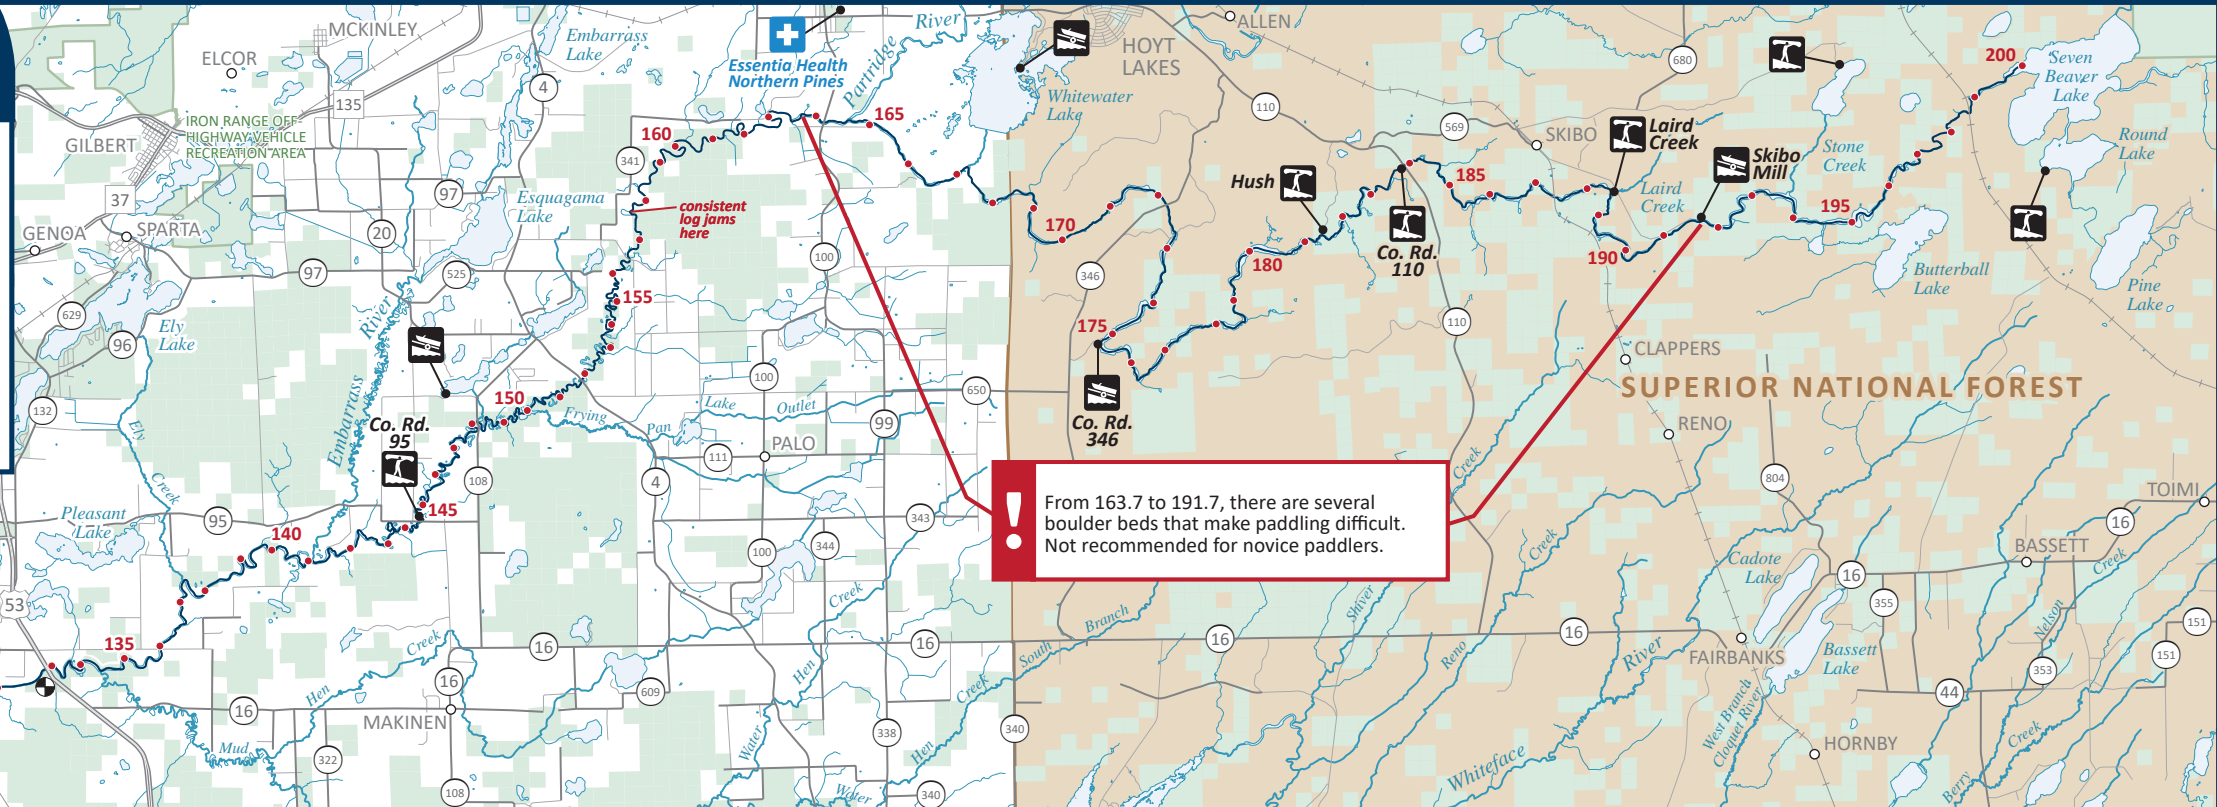 MCKINLEY
Embarrass
Lake
River
ALLEN
HOYT
LAKES
ELCOR
4
135
Essentia Health
Northern Pines
Partridge
Whitewater
Lake
680
200
Seven
Beaver
Lake
IRON RANGE OFF
HIGHWAY VEHICLE
RECREATION AREA
GILBERT
160
165
110
569
SKIBO
Laird
Creek
Skibo
Mill
Stone
Creek
Round
Lake
341
37
97
Esquagama
Lake
consistent
log jams
here
Hush
185
Laird
Creek
195
GENOA
SPARTA
20
170
100
346
180
Co. Rd.
110
190
Butterball
Lake
Pine
Lake
97
525
155
629
Ely
Lake
96
River
175
110
CLAPPERS
SUPERIOR NATIONAL FOREST
132
Ely
Creek
Embarrass
Co. Rd.
95
150
Frying
Pan
Lake
Outlet
100
650
99
PALO
111
Co. Rd.
346
RENO
108
4
Creek
804
TOIMI
Pleasant
Lake
95
140
145
343
344
100
From 163.7 to 191.7, there are several
boulder beds that make paddling difficult.
Not recommended for novice paddlers.
Creek
16
BASSETT
Creek
Cadote
Lake
16
355
53
135
Creek
Hen
16
16
MAKINEN
609
Creek
Hen
Water
16
South
Branch
Creek
Hen
16
Shiver
Reno
16
River
FAIRBANKS
Bassett
Lake
Nelson
151
151
353
44
16
Mud
322
108
338
340
340
Water
Whiteface
West Branch
Cloquet River
HORNBY
Creek
Berry